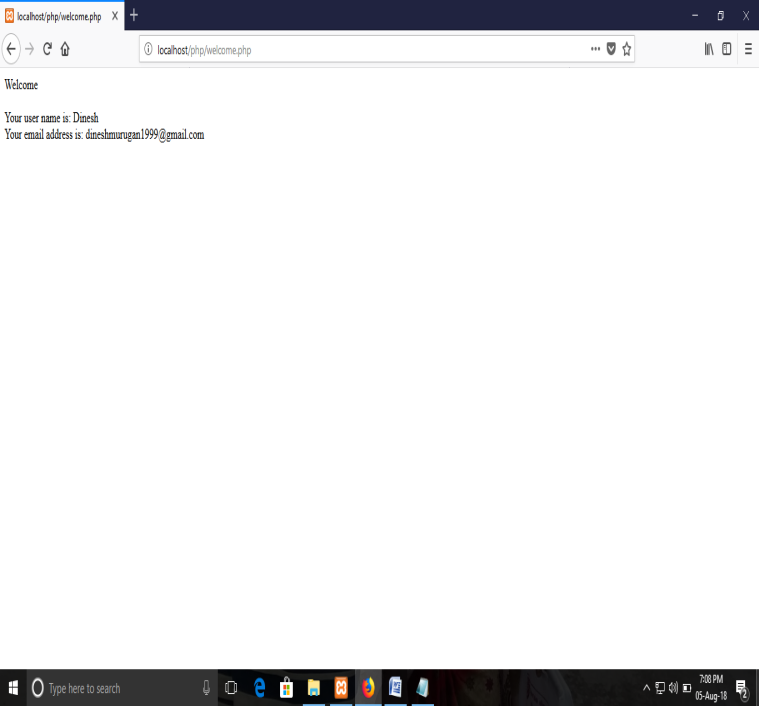 localhost/php/welcome.php
localhost/php/welcome.php
Welcome
Your user name is: Dinesh
Your email address is: dineshmurugan1999@gmail.com
Type here to search
7:08 PM
05-Aug-18
2